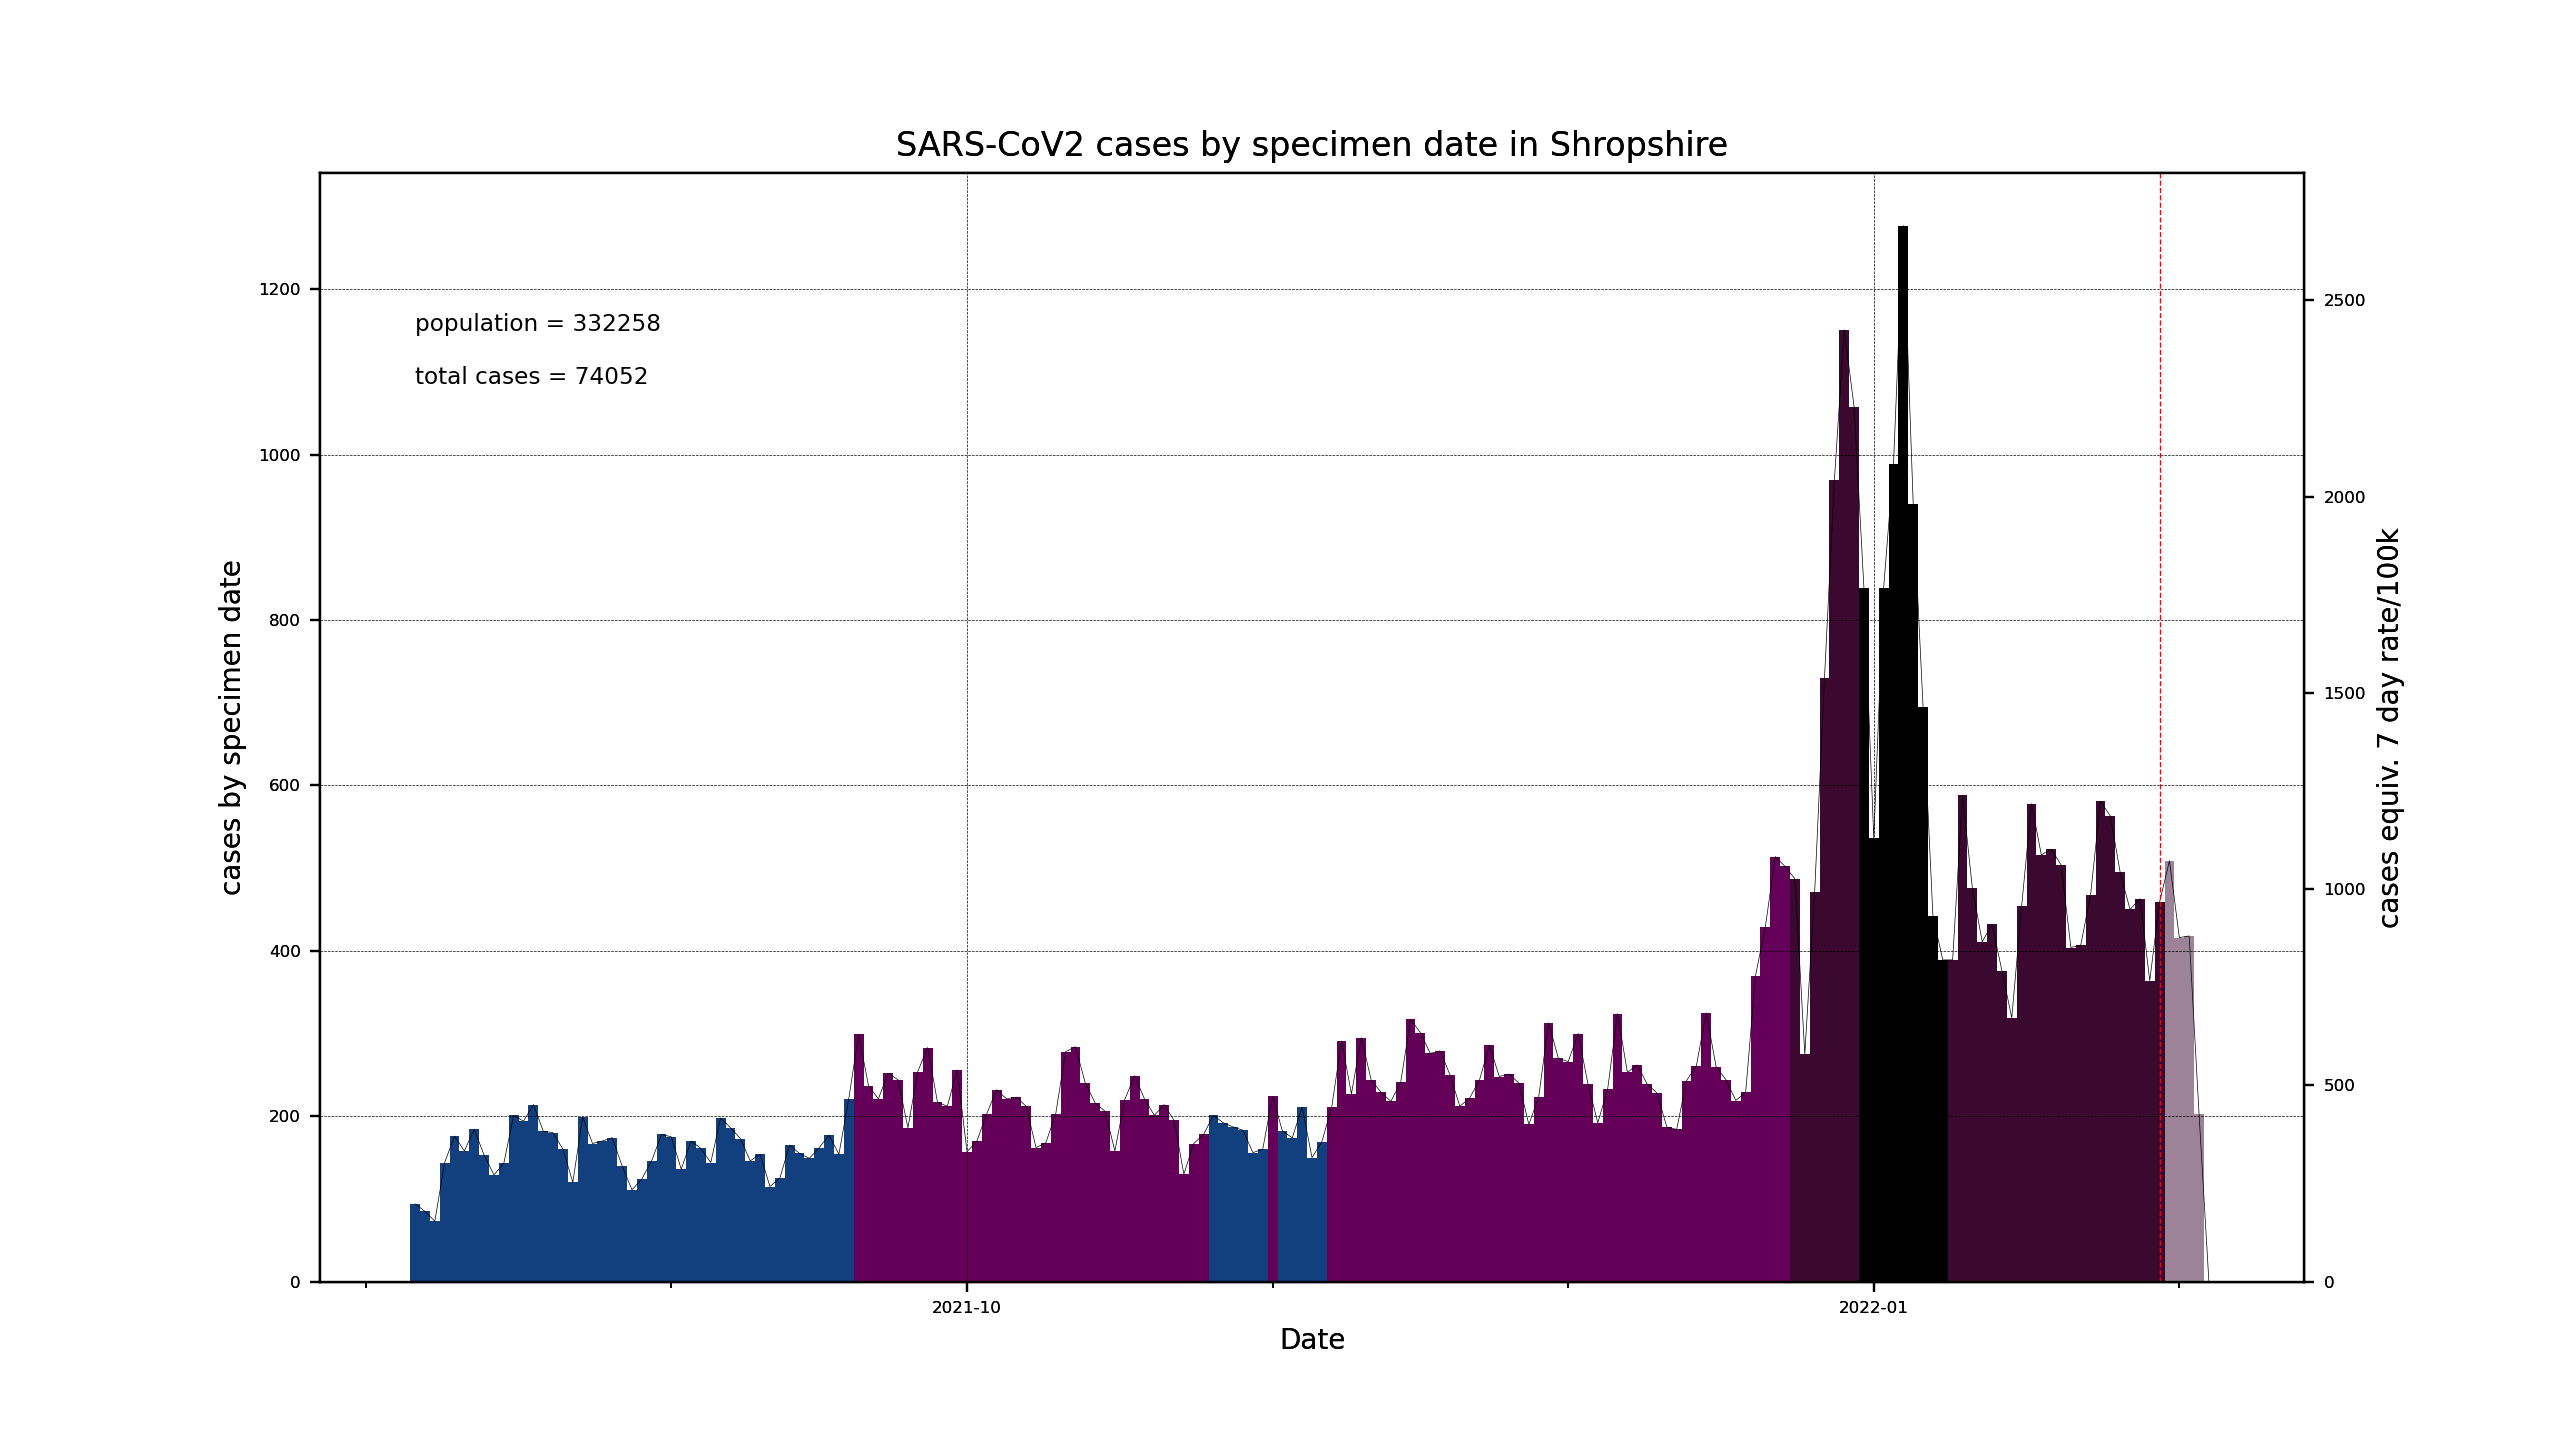 SARS-CoV2 cases by specimen date in Shropshire
population = 332258
total cases = 74052
cases by specimen date
1200
1000
800
600
400
200
0
2500
2000
1500
1000
500
0
cases equiv. 7 day rate/100k
2021-10
2022-01
Date